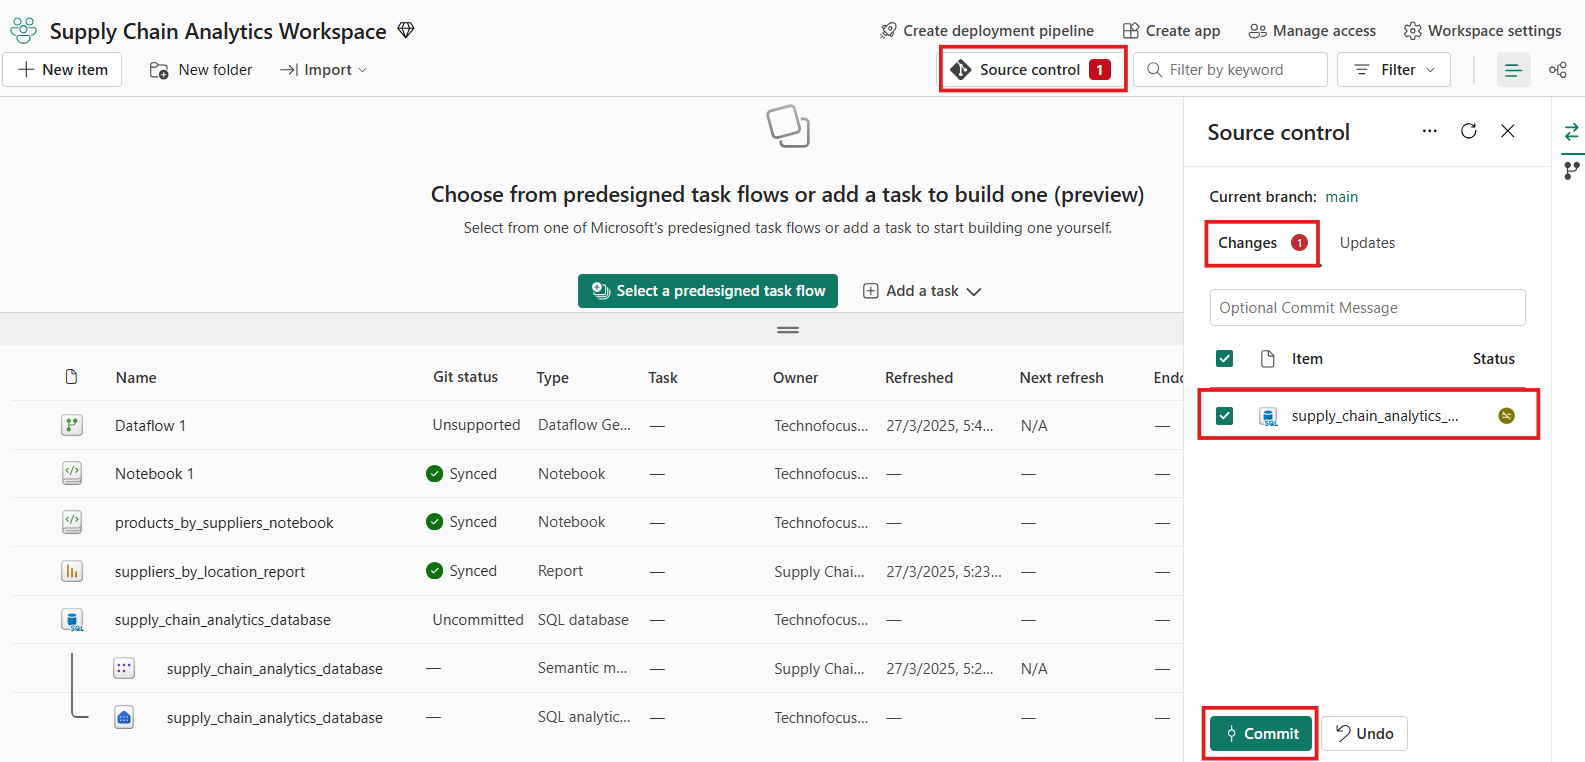 Supply Chain Analytics Workspace
Create deployment pipeline Create app Manage access Workspace settings
New item New folder Import Source control 1 Filter by keyword Filter
Source control
Choose from predesigned task flows or add a task to build one (preview)
Select from one of Microsoft's predesigned task flows or add a task to start building one yourself.
Select a predesigned task flow Add a task
Current branch: main
Changes 1 Updates
Optional Commit Message
Item Status
supply_chain_analytics_...
Name Git status Type Task Owner Refreshed Next refresh Endo
Dataflow 1 Unsupported Dataflow Ge... — Technofocus... 27/3/2025, 5:4... N/A —
Notebook 1 Synced Notebook — Technofocus... — — —
products_by_suppliers_notebook Synced Notebook — Technofocus... — — —
suppliers_by_location_report Synced Report — Supply Chai... 27/3/2025, 5:23... — —
SQL supply_chain_analytics_database Uncommitted SQL database — Technofocus... — — —
supply_chain_analytics_database — Semantic m... — Supply Chai... 27/3/2025, 5:2... N/A —
supply_chain_analytics_database — SQL analytic... — Technofocus... — — —
Commit Undo